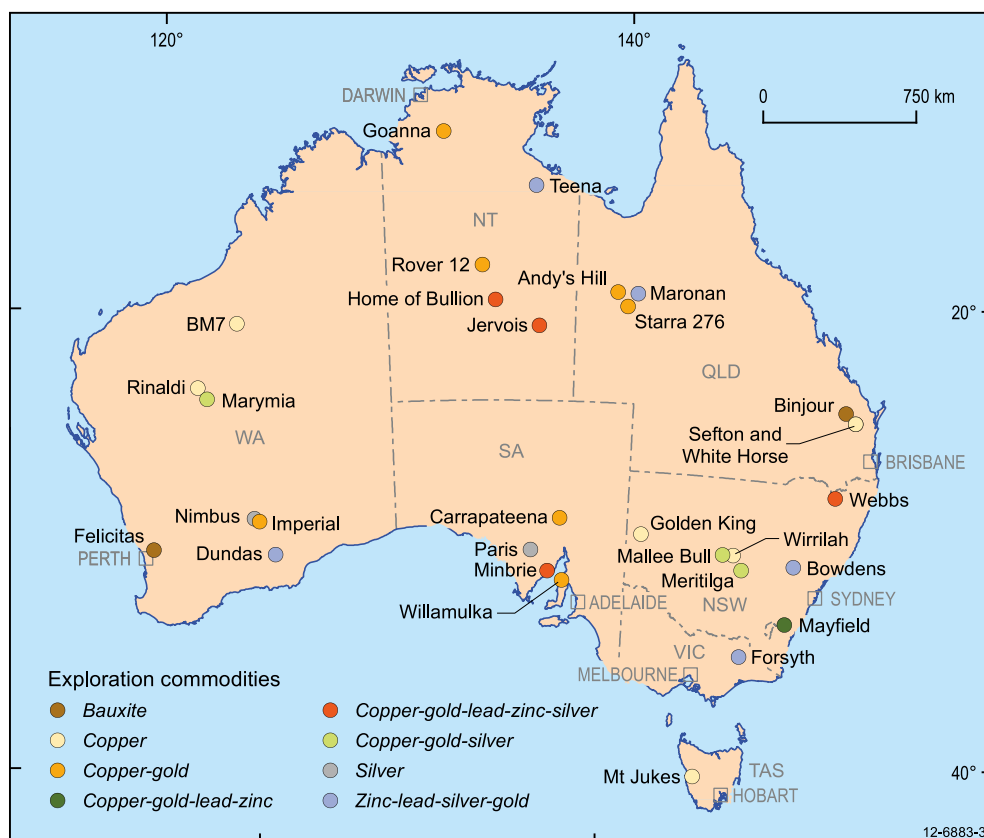 120°
140°
0
750 km
DARWIN
Goanna
Teena
NT
Rover 12
Andy's Hill
Home of Bullion
Maronan
Jervois
Starra 276
20°
BM7
QLD
Rinaldi
Marymia
Binjour
WA
SA
Sefton and
White Horse
BRISBANE
Webbs
Nimbus
Imperial
Carrapateena
Golden King
Felicitas
PERTH
Dundas
Paris
Minbrie
Mallee Bull
Wirrilah
Meritilga
Bowdens
Willamulka
ADELAIDE
NSW
SYDNEY
Mayfield
VIC
Forsyth
MELBOURNE
Exploration commodities
Bauxite
Copper
Copper-gold
Copper-gold-lead-zinc
Copper-gold-lead-zinc-silver
Copper-gold-silver
Silver
Zinc-lead-silver-gold
Mt Jukes
TAS
HOBART
40°
12-6883-3